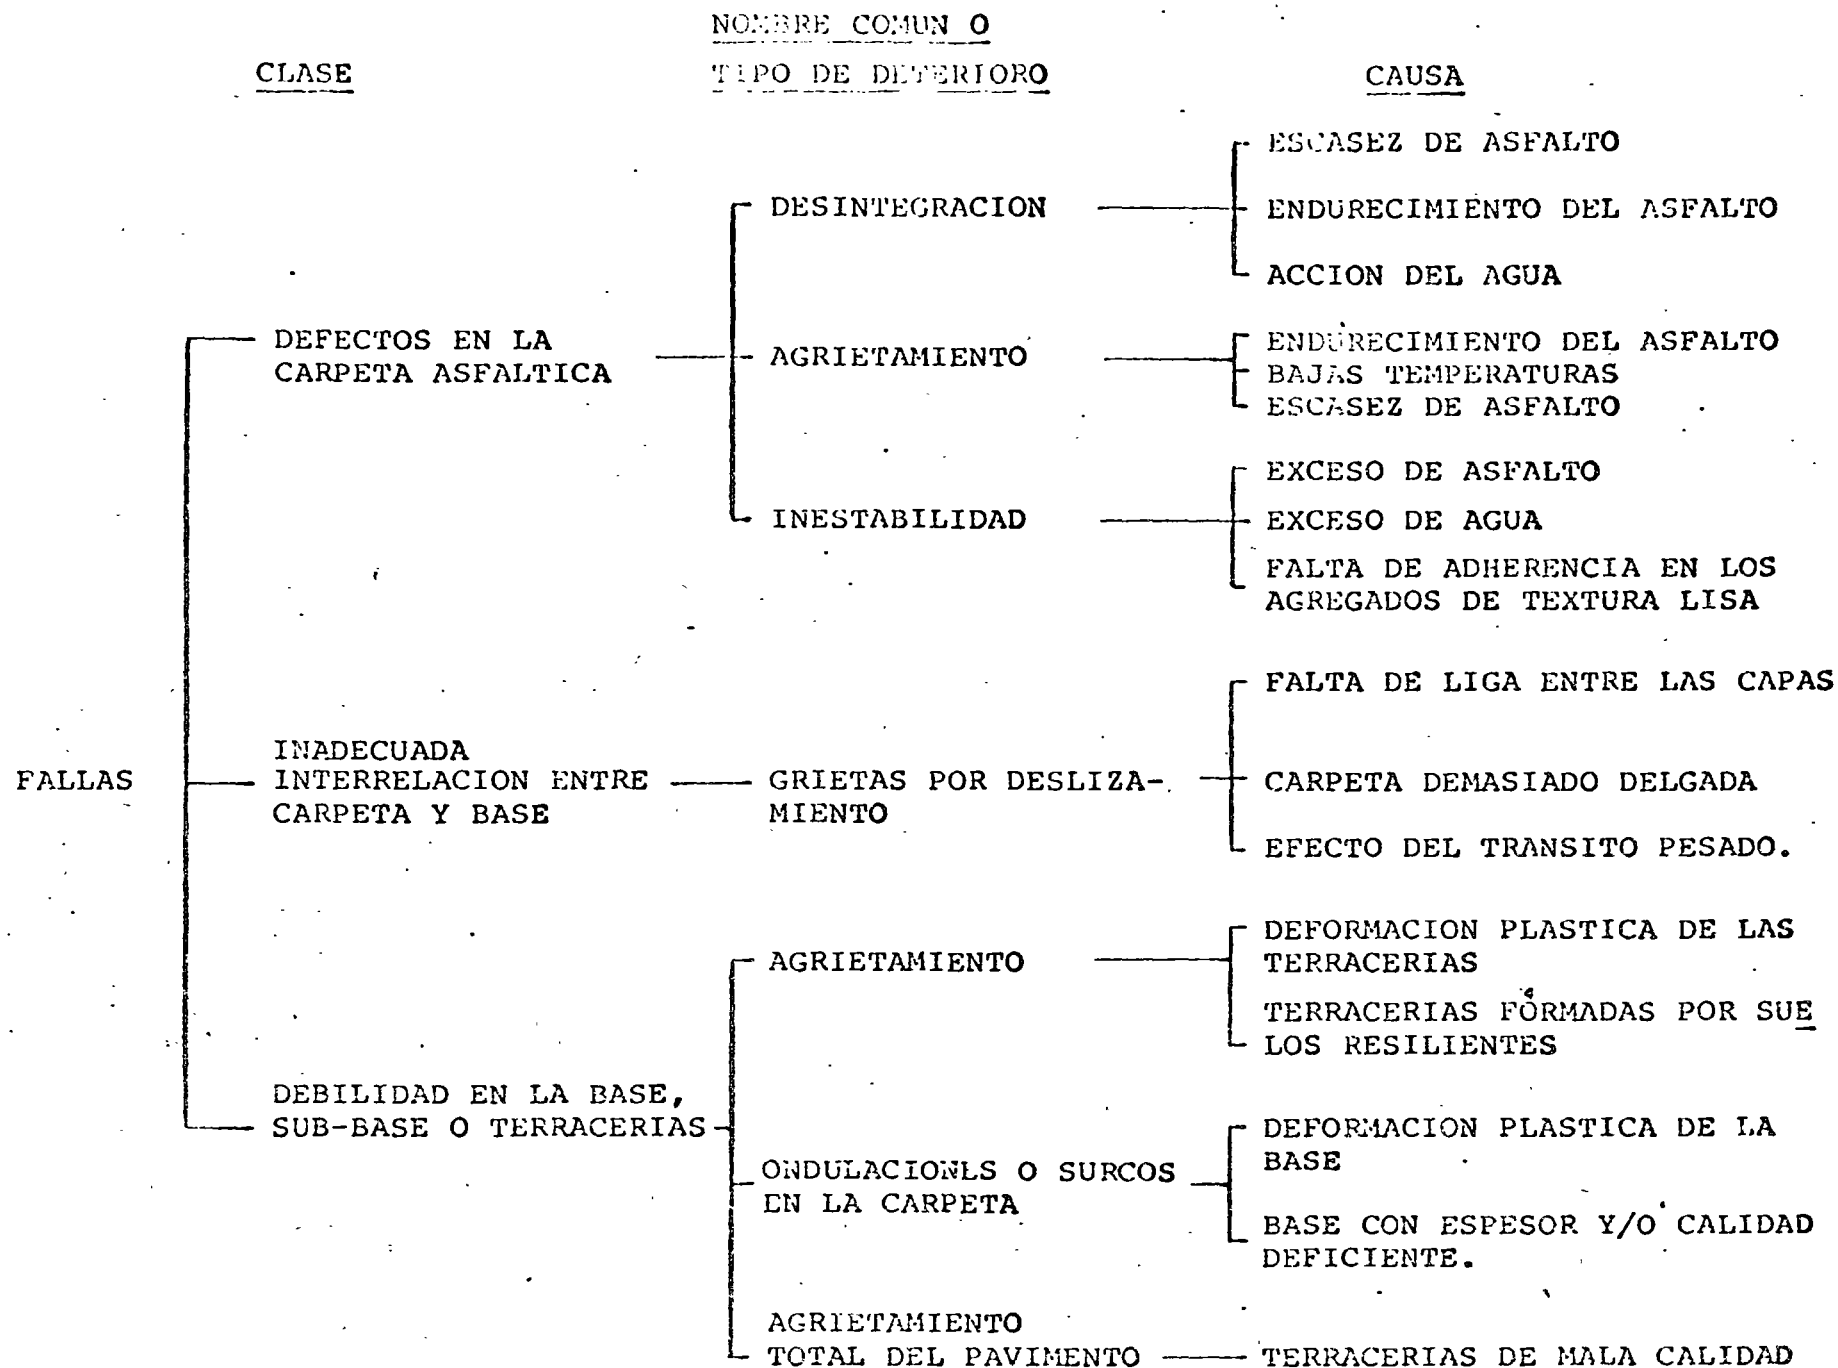 NOMBRE COMUN O
CLASE
TIPO DE DETERIORO
CAUSA
ESCASEZ DE ASFALTO
DESINTEGRACION
ENDURECIMIENTO DEL ASFALTO
ACCION DEL AGUA
DEFECTOS EN LA
CARPETA ASFALTICA
AGRIETAMIENTO
ENDURECIMIENTO DEL ASFALTO
BAJAS TEMPERATURAS
ESCASEZ DE ASFALTO
EXCESO DE ASFALTO
INESTABILIDAD
EXCESO DE AGUA
FALTA DE ADHERENCIA EN LOS
AGREGADOS DE TEXTURA LISA
FALTA DE LIGA ENTRE LAS CAPAS
FALLAS
INADECUADA
INTERRELACION ENTRE
CARPETA Y BASE
GRIETAS POR DESLIZA-
MIENTO
CARPETA DEMASIADO DELGADA
EFECTO DEL TRANSITO PESADO.
AGRIETAMIENTO
DEFORMACION PLASTICA DE LAS
TERRACERIAS
TERRACERIAS FORMADAS POR SUE
LOS RESILIENTES
DEBILIDAD EN LA BASE,
SUB-BASE O TERRACERIAS
DEFORMACION PLASTICA DE LA
BASE
ONDULACIONES O SURCOS
EN LA CARPETA
BASE CON ESPESOR Y/O CALIDAD
DEFICIENTE.
AGRIETAMIENTO
TOTAL DEL PAVIMENTO
TERRACERIAS DE MALA CALIDAD